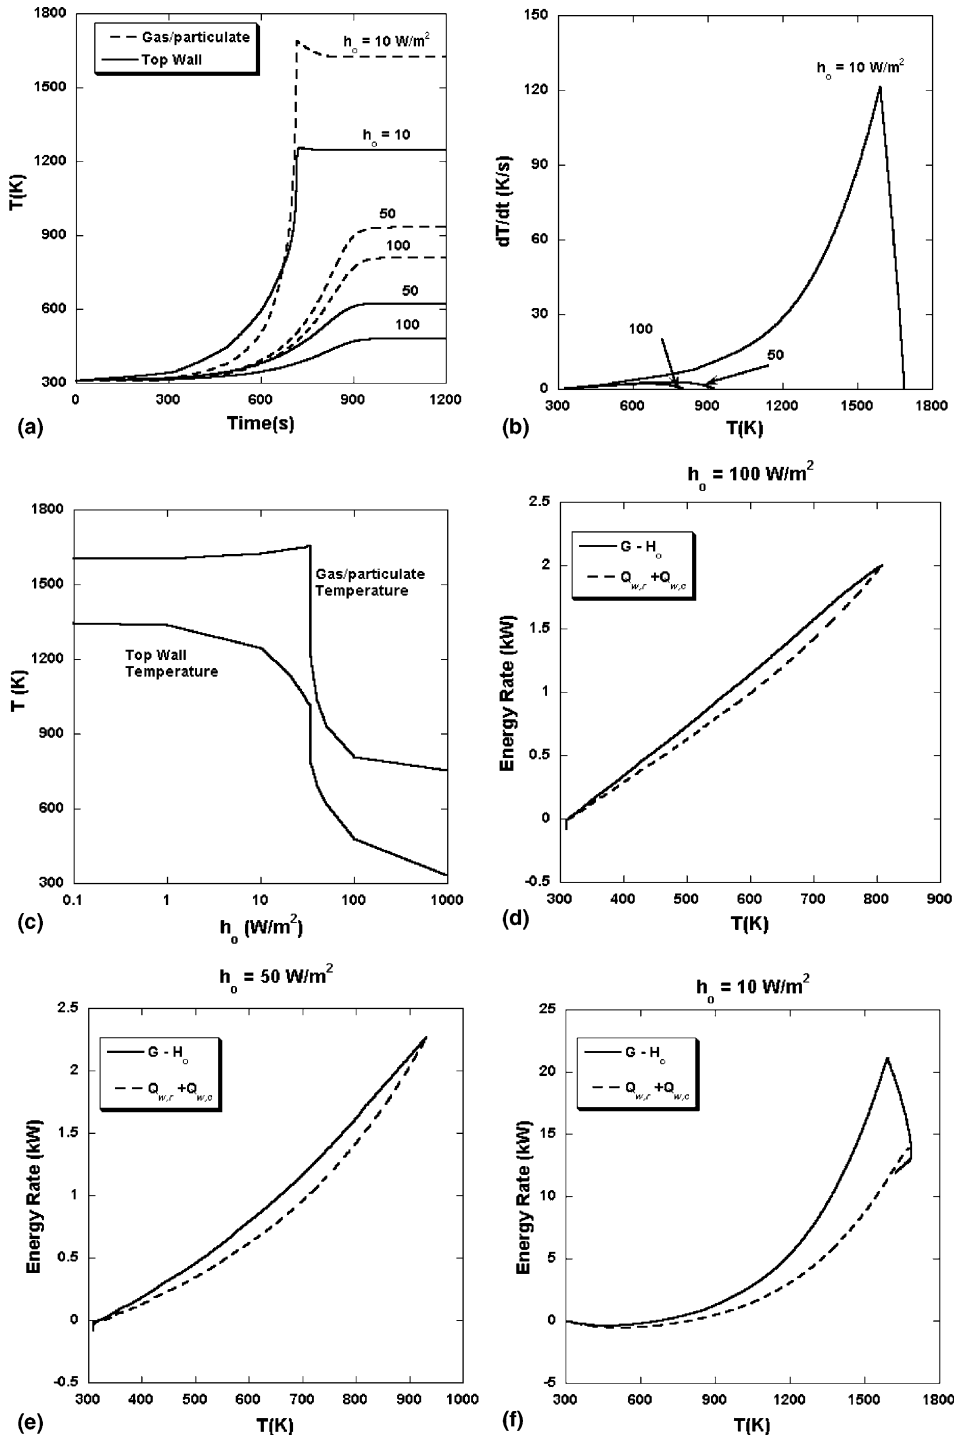 1800
1500
1200
900
600
300
T(K)
Gas/particulate
Top Wall
h_o = 10 W/m^2
h_o = 10
50
100
50
100
0
300
600
900
1200
Time(s)
(a)
150
120
90
60
30
0
dT/dt (K/s)
h_o = 10 W/m^2
100
50
300
600
900
1200
1500
1800
T(K)
(b)
1800
1500
1200
900
600
300
T (K)
Gas/particulate
Temperature
Top Wall
Temperature
0.1
1
10
100
1000
h_o (W/m^2)
(c)
h_o = 100 W/m^2
2.5
2
1.5
1
0.5
0
-0.5
Energy Rate (kW)
G - H_o
Q_w,r +Q_w,c
300
400
500
600
700
800
900
T(K)
(d)
h_o = 50 W/m^2
2.5
2
1.5
1
0.5
0
-0.5
Energy Rate (kW)
G - H_o
Q_w,r +Q_w,c
300
400
500
600
700
800
900
1000
T(K)
(e)
h_o = 10 W/m^2
25
20
15
10
5
0
-5
Energy Rate (kW)
G - H_o
Q_w,r +Q_w,c
300
600
900
1200
1500
1800
T(K)
(f)